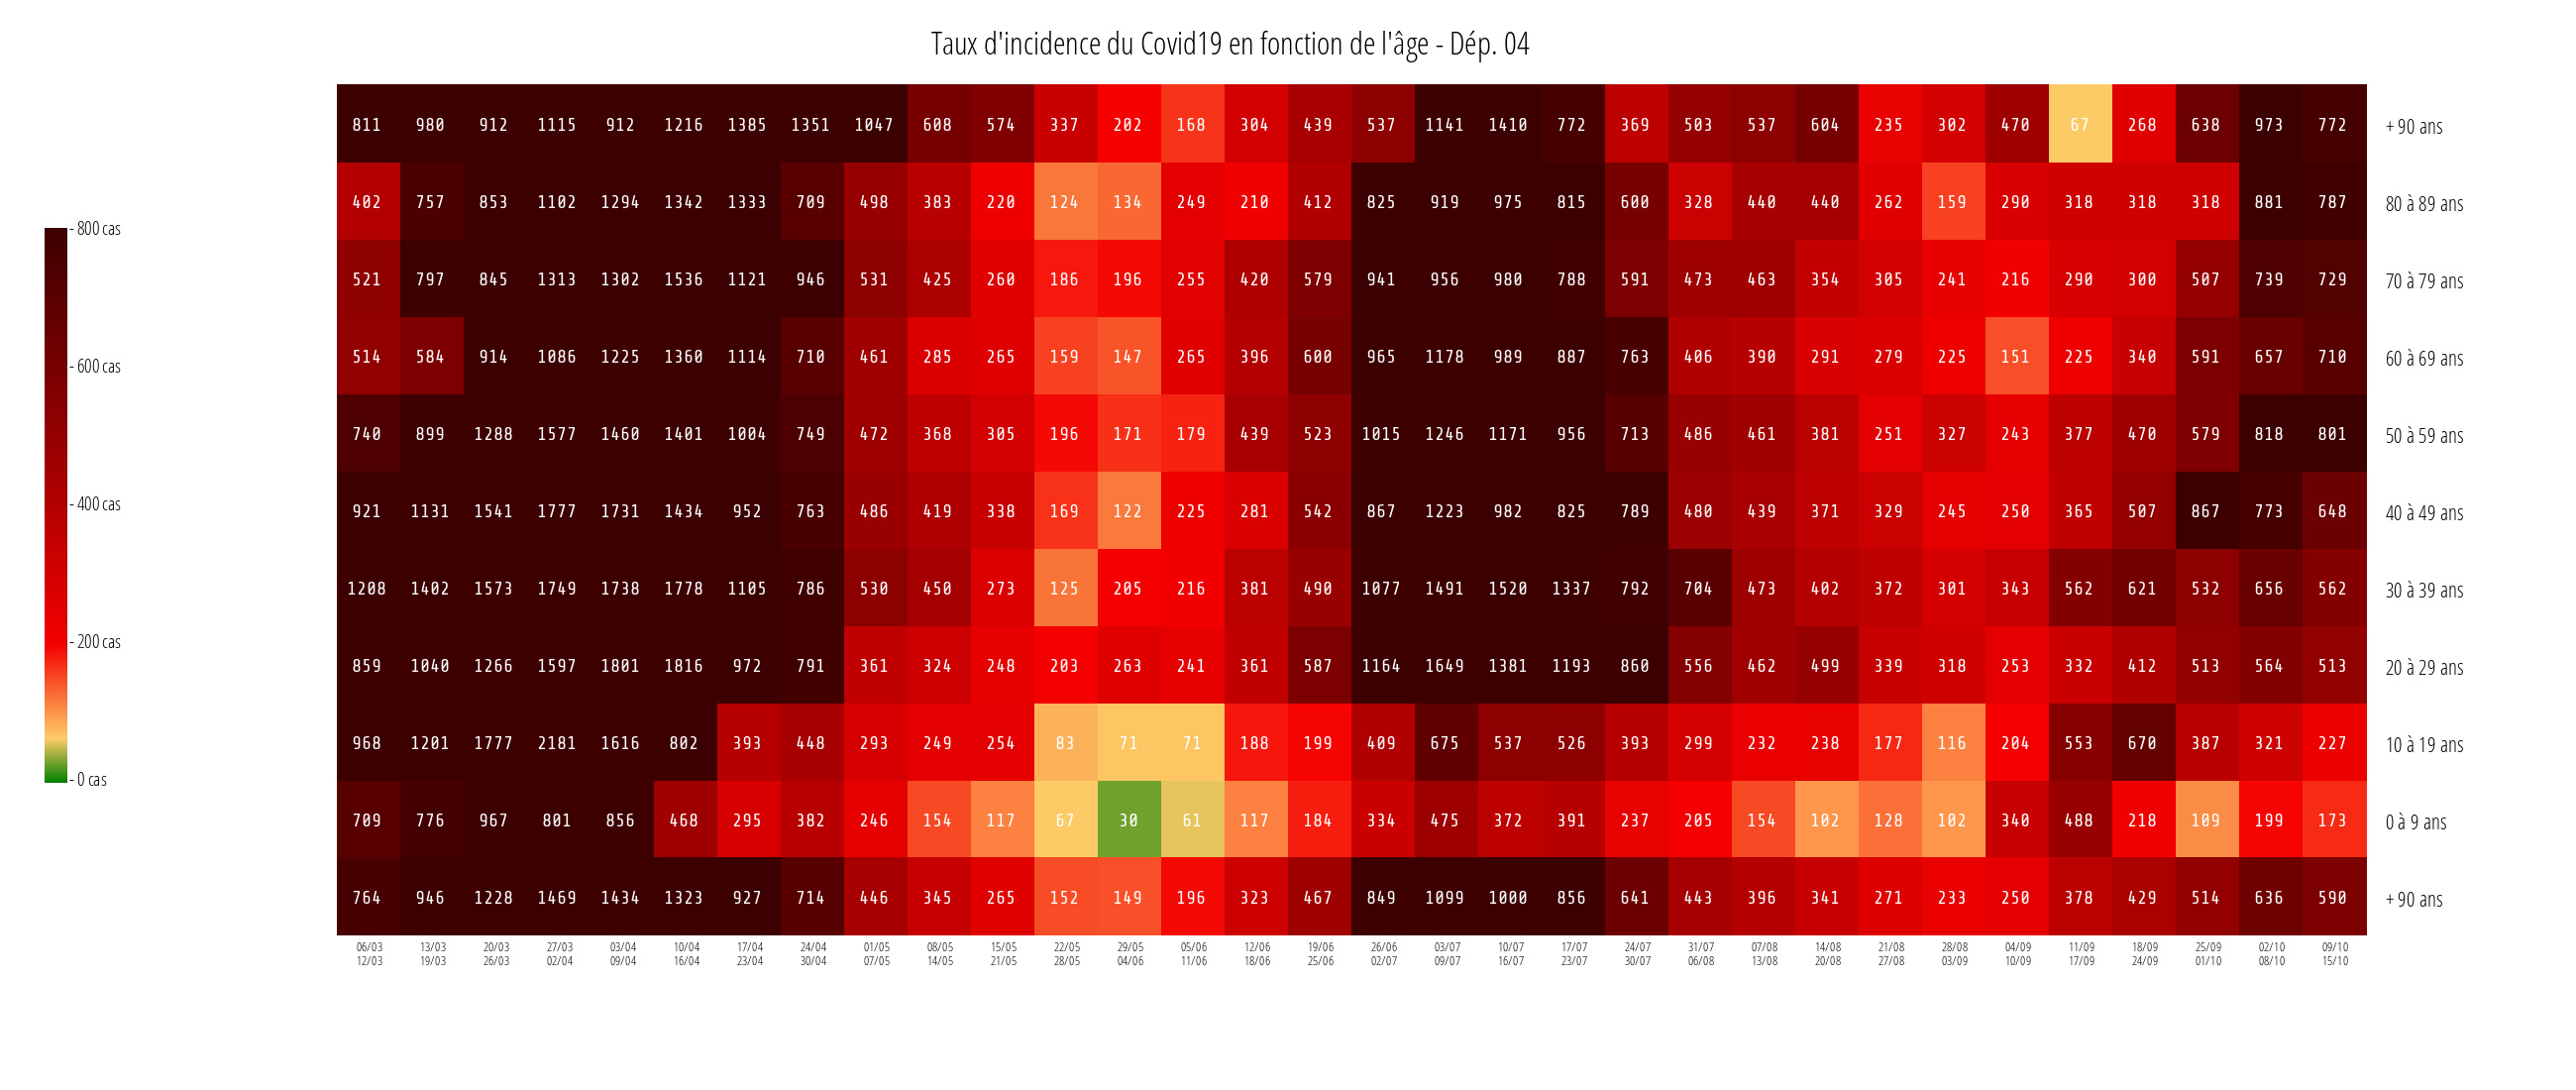 Taux d'incidence du Covid19 en fonction de l'âge - Dép. 04
- 800 cas
- 600 cas
- 400 cas
- 200 cas
- 0 cas
811 980 912 1115 912 1216 1385 1351 1047 608 574 337 202 168 304 439 537 1141 1410 772 369 503 537 604 235 302 470 67 268 638 973 772 + 90 ans
402 757 853 1102 1294 1342 1333 709 498 383 220 124 134 249 210 412 825 919 975 815 600 328 440 440 262 159 290 318 318 318 881 787 80 à 89 ans
521 797 845 1313 1302 1536 1121 946 531 425 260 186 196 255 420 579 941 956 980 788 591 473 463 354 305 241 216 290 300 507 739 729 70 à 79 ans
514 584 914 1086 1225 1360 1114 710 461 285 265 159 147 265 396 600 965 1178 989 887 763 406 390 291 279 225 151 225 340 591 657 710 60 à 69 ans
740 899 1288 1577 1460 1401 1004 749 472 368 305 196 171 179 439 523 1015 1246 1171 956 713 486 461 381 251 327 243 377 470 579 818 801 50 à 59 ans
921 1131 1541 1777 1731 1434 952 763 486 419 338 169 122 225 281 542 867 1223 982 825 789 480 439 371 329 245 250 365 507 867 773 648 40 à 49 ans
1208 1402 1573 1749 1738 1778 1105 786 530 450 273 125 205 216 381 490 1077 1491 1520 1337 792 704 473 402 372 301 343 562 621 532 656 562 30 à 39 ans
859 1040 1266 1597 1801 1816 972 791 361 324 248 203 263 241 361 587 1164 1649 1381 1193 860 556 462 499 339 318 253 332 412 513 564 513 20 à 29 ans
968 1201 1777 2181 1616 802 393 448 293 249 254 83 71 71 188 199 409 675 537 526 393 299 232 238 177 116 204 553 670 387 321 227 10 à 19 ans
709 776 967 801 856 468 295 382 246 154 117 67 30 61 117 184 334 475 372 391 237 205 154 102 128 102 340 488 218 109 199 173 0 à 9 ans
764 946 1228 1469 1434 1323 927 714 446 345 265 152 149 196 323 467 849 1099 1000 856 641 443 396 341 271 233 250 378 429 514 636 590 + 90 ans
06/03 13/03 20/03 27/03 03/04 10/04 17/04 24/04 01/05 08/05 15/05 22/05 29/05 05/06 12/06 19/06 26/06 03/07 10/07 17/07 24/07 31/07 07/08 14/08 21/08 28/08 04/09 11/09 18/09 25/09 02/10 09/10
12/03 19/03 26/03 02/04 09/04 16/04 23/04 30/04 07/05 14/05 21/05 28/05 04/06 11/06 18/06 25/06 02/07 09/07 16/07 23/07 30/07 06/08 13/08 20/08 27/08 03/09 10/09 17/09 24/09 01/10 08/10 15/10